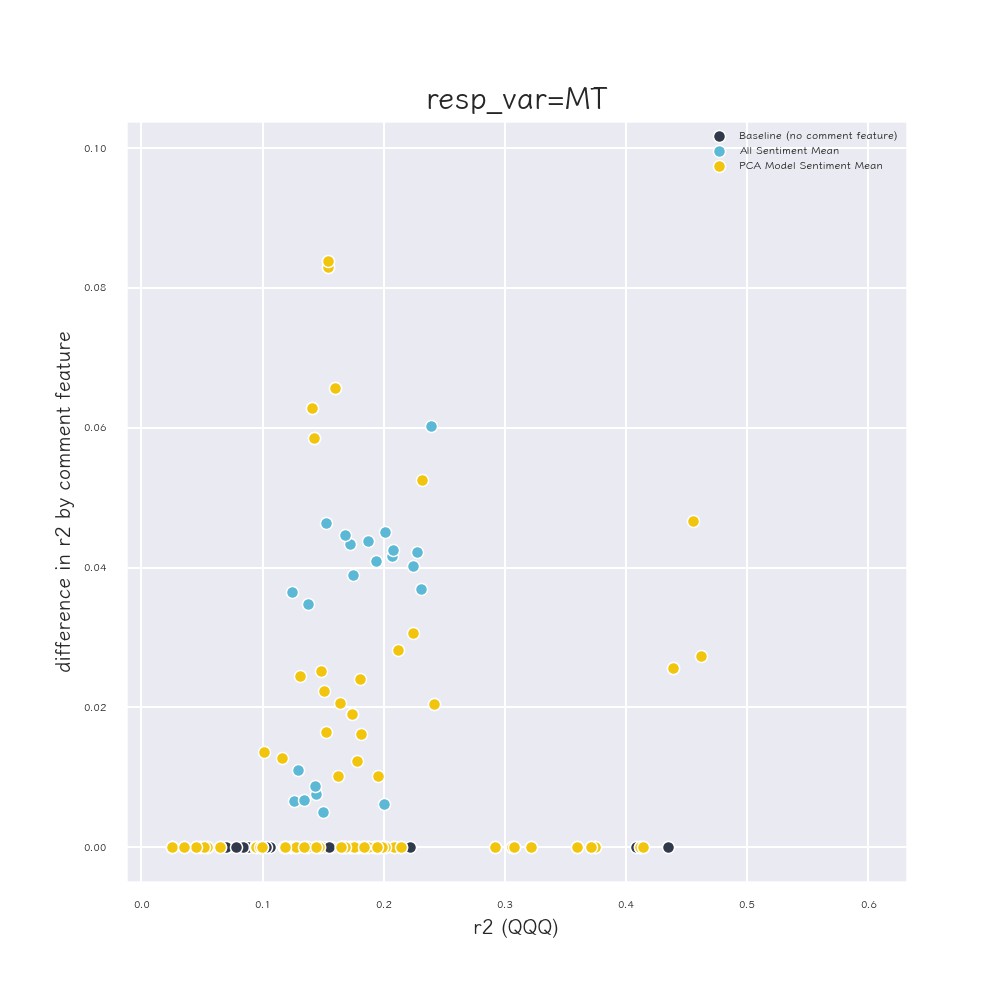 resp_var=MT
Baseline (no comment feature)
All Sentiment Mean
PCA Model Sentiment Mean
0.10
0.08
0.06
0.04
0.02
0.00
difference in r2 by comment feature
0.0 0.1 0.2 0.3 0.4 0.5 0.6
r2 (QQQ)